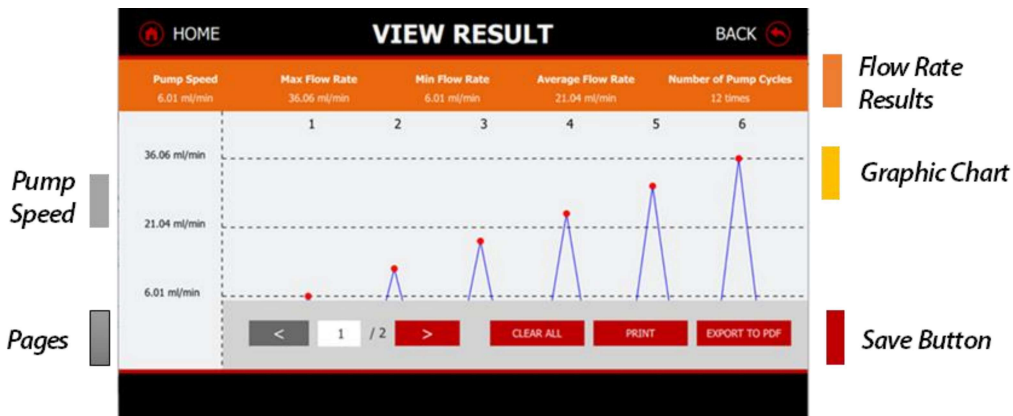 HOME
VIEW RESULT
BACK
Pump Speed
Max Flow Rate
Min Flow Rate
Average Flow Rate
Number of Pump Cycles
6.01 ml/min
36.06 ml/min
6.01 ml/min
21.04 ml/min
12 times
1
2
3
4
5
6
36.06 ml/min
21.04 ml/min
6.01 ml/min
<
1
/ 2
>
CLEAR ALL
PRINT
EXPORT TO PDF
Pump
Speed
Pages
Flow Rate
Results
Graphic Chart
Save Button